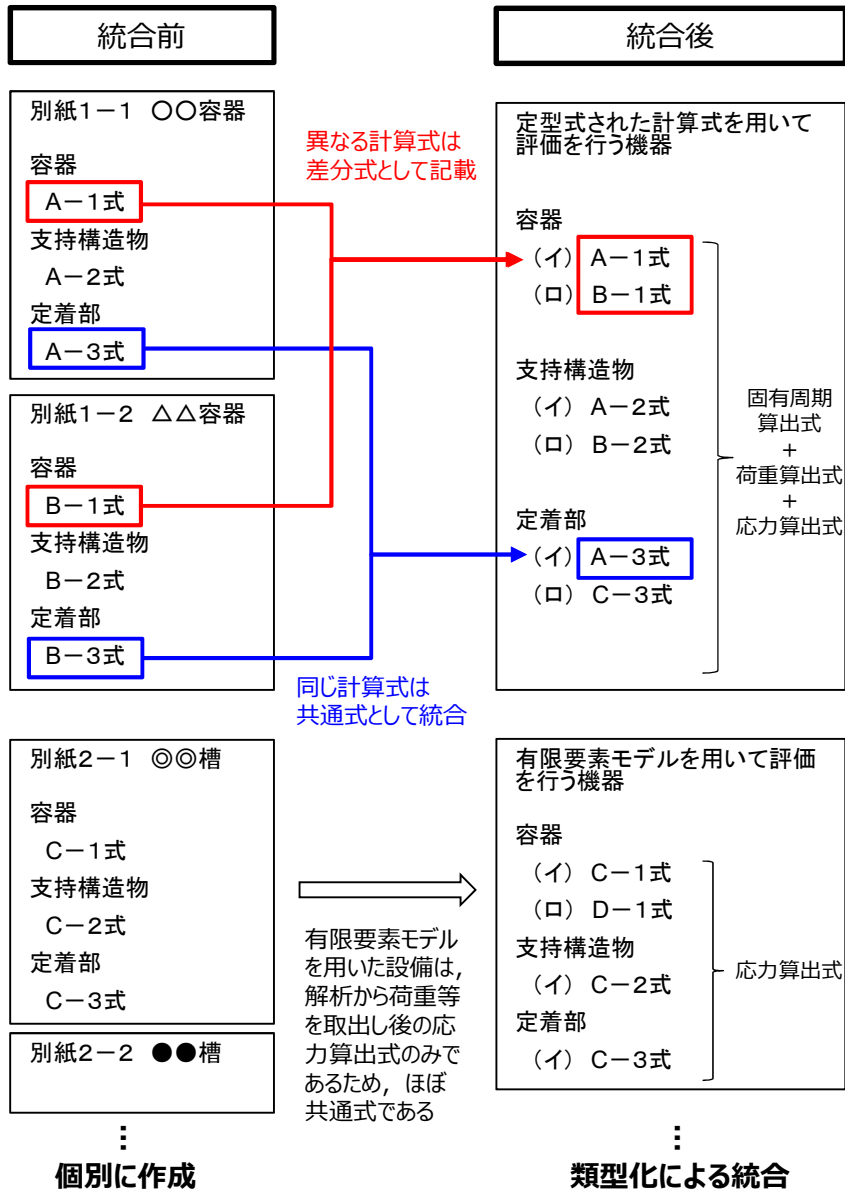 統合前
統合後
別紙1－1　〇〇容器
容器
A－1式
支持構造物
A－2式
定着部
A－3式
別紙1－2　△△容器
容器
B－1式
支持構造物
B－2式
定着部
B－3式
異なる計算式は
差分式として記載
同じ計算式は
共通式として統合
定型式された計算式を用いて
評価を行う機器
容器
（イ） A－1式
（ロ） B－1式
支持構造物
（イ） A－2式
（ロ） B－2式
定着部
（イ） A－3式
（ロ） C－3式
固有周期
算出式
+
荷重算出式
+
応力算出式
別紙2－1　◎◎槽
容器
C－1式
支持構造物
C－2式
定着部
C－3式
別紙2－2　●●槽
有限要素モデル
を用いた設備は，
解析から荷重等
を取出し後の応
力算出式のみで
あるため，ほぼ
共通式である
有限要素モデルを用いて評価
を行う機器
容器
（イ） C－1式
（ロ） D－1式
支持構造物
（イ） C－2式
定着部
（イ） C－3式
応力算出式
…
個別に作成
…
類型化による統合